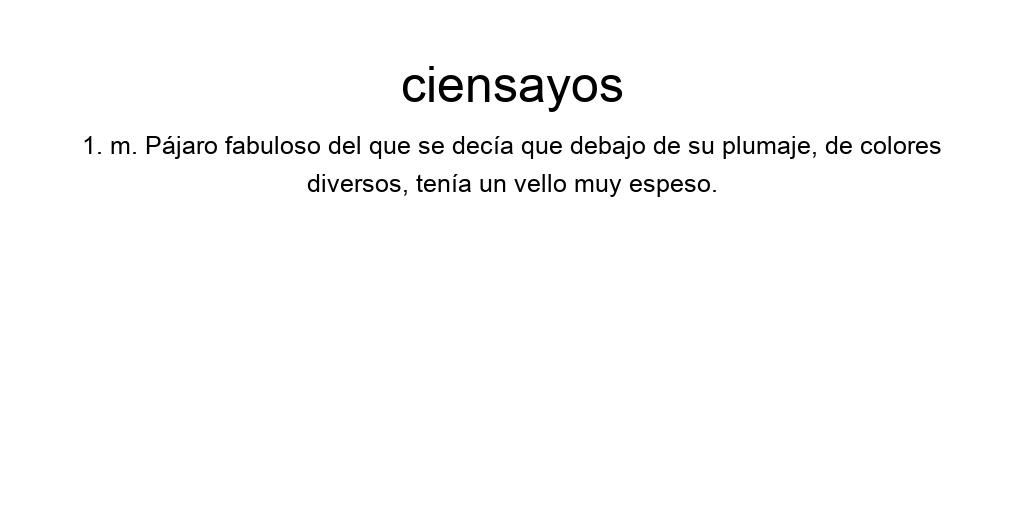 ciensayos
1. m. Pájaro fabuloso del que se decía que debajo de su plumaje, de colores
diversos, tenía un vello muy espeso.